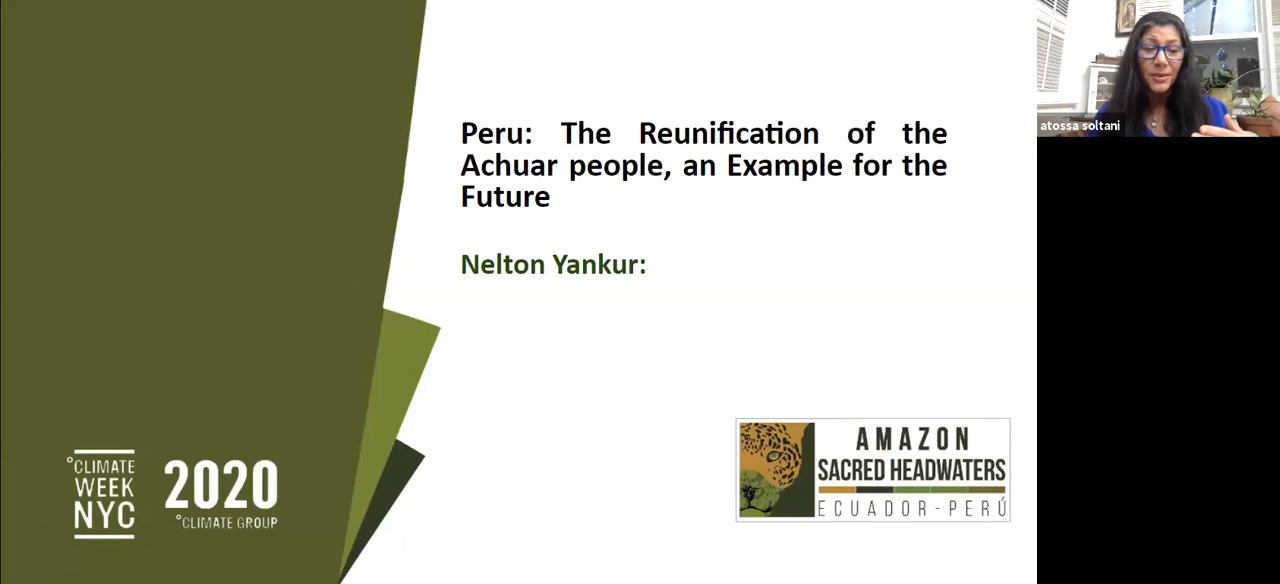 Peru: The Reunification of the
Achuar people, an Example for the
Future
Nelton Yankur:
°CLIMATE
WEEK
NYC
2020
°CLIMATE GROUP
AMAZON
SACRED HEADWATERS
ECUADOR-PERÚ
atossa soltani